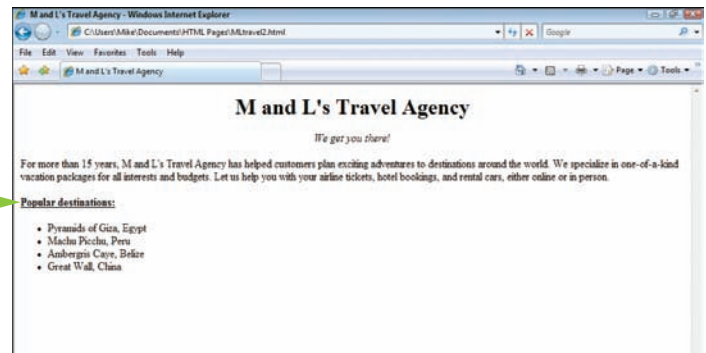 M and L's Travel Agency - Windows Internet Explorer
C:\Users\Mike\Documents\HTML Pages\MLtravel2.html
Google
File Edit View Favorites Tools Help
M and L's Travel Agency
Page Tools
M and L's Travel Agency
We get you there!
For more than 15 years, M and L's Travel Agency has helped customers plan exciting adventures to destinations around the world. We specialize in one-of-a-kind
vacation packages for all interests and budgets. Let us help you with your airline tickets, hotel bookings, and rental cars, either online or in person.
Popular destinations:
• Pyramids of Giza, Egypt
• Machu Picchu, Peru
• Ambergris Caye, Belize
• Great Wall, China